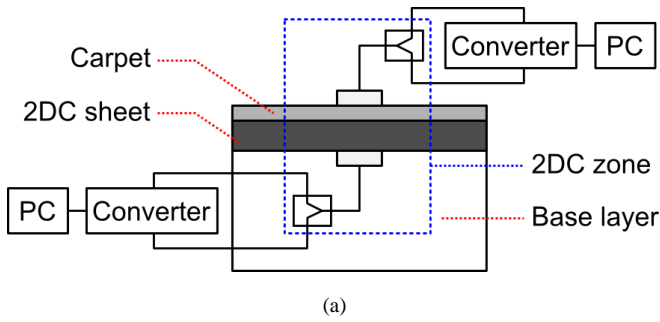 Carpet
2DC sheet
Converter
PC
2DC zone
Base layer
PC
Converter
(a)